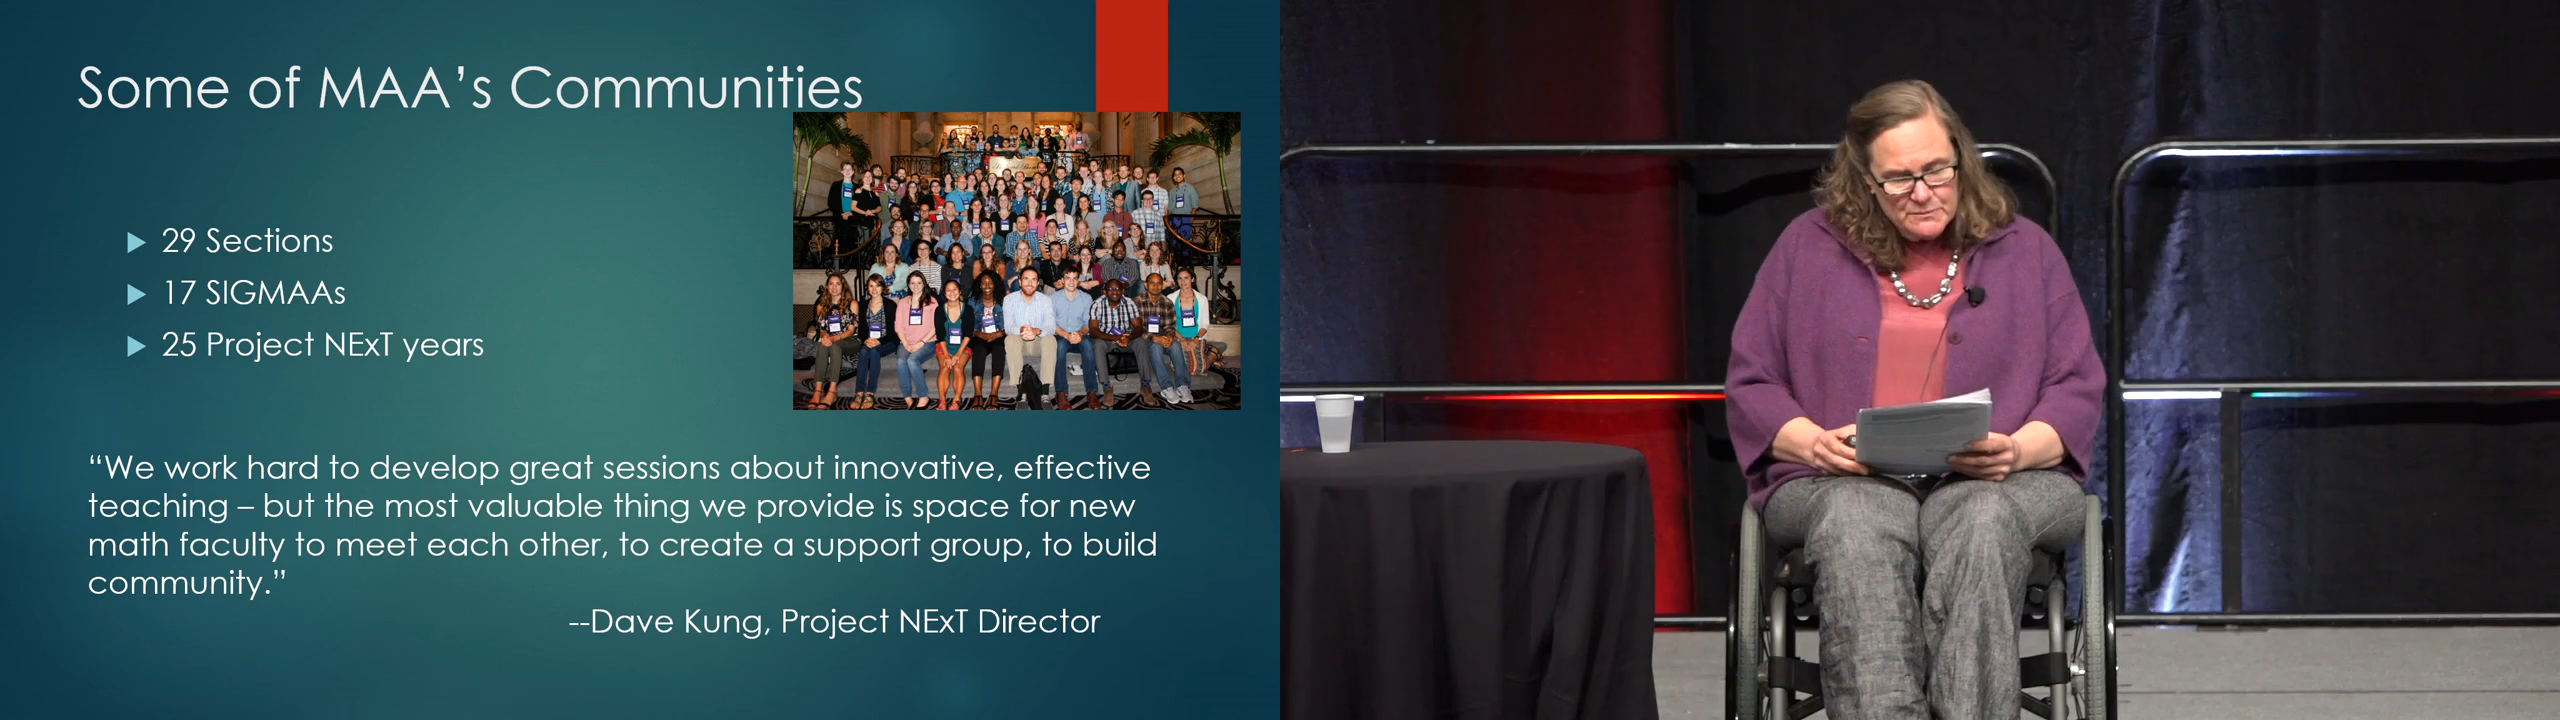 Some of MAA’s Communities
29 Sections
17 SIGMAAs
25 Project NExT years
“We work hard to develop great sessions about innovative, effective
teaching – but the most valuable thing we provide is space for new
math faculty to meet each other, to create a support group, to build
community.”
--Dave Kung, Project NExT Director